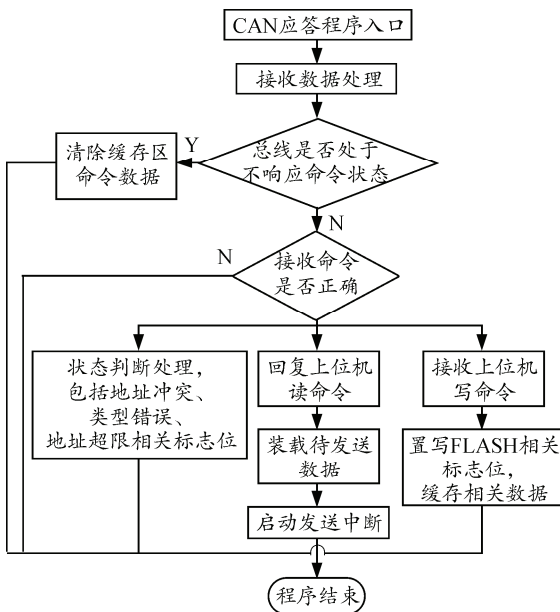 CAN应答程序入口
接收数据处理
清除缓存区
命令数据
Y
总线是否处于
不响应命令状态
N
N
接收命令
是否正确
状态判断处理，
包括地址冲突、
类型错误、
地址超限相关标志位
回复上位机
读命令
接收上位机
写命令
装载待发送
数据
置写FLASH相关
标志位，
缓存相关数据
启动发送中断
程序结束